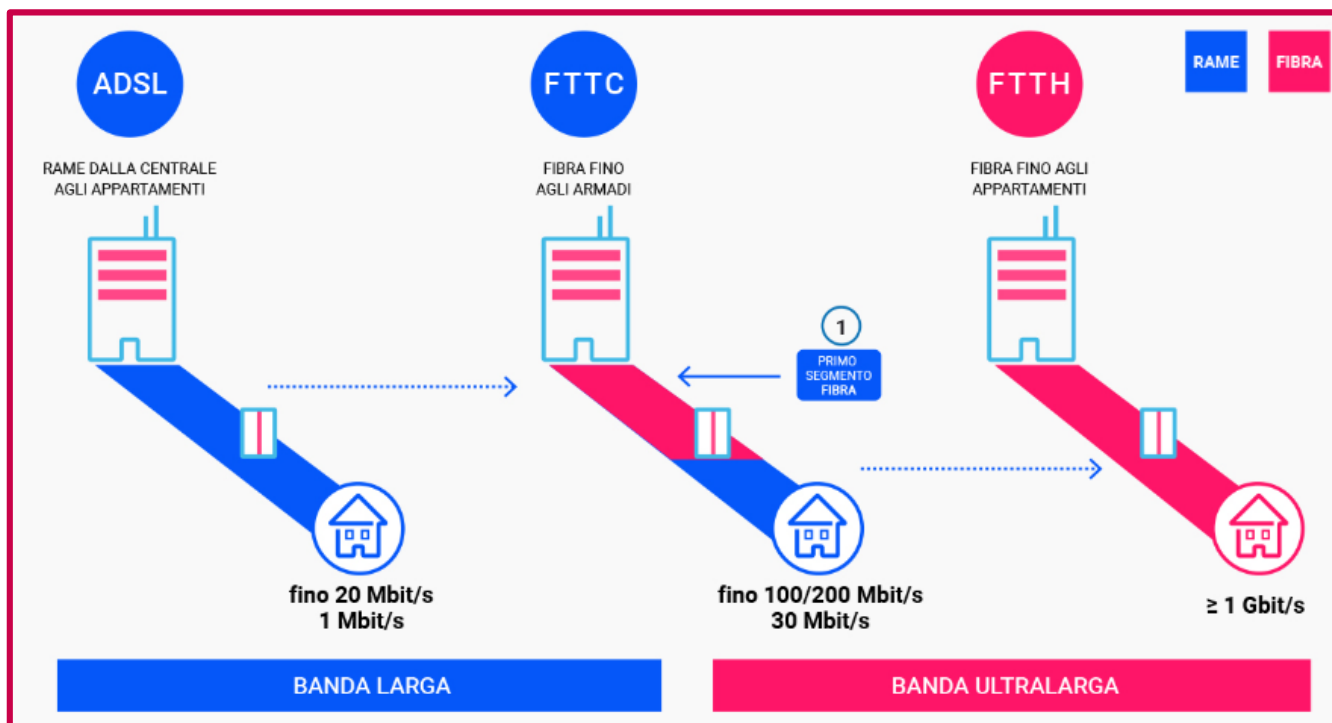 ADSL
FTTC
FTTH
RAME
FIBRA
RAME DALLA CENTRALE
AGLI APPARTAMENTI
FIBRA FINO
AGLI ARMADI
FIBRA FINO AGLI
APPARTAMENTI
1
PRIMO
SEGMENTO
FIBRA
fino 20 Mbit/s
1 Mbit/s
fino 100/200 Mbit/s
30 Mbit/s
≥ 1 Gbit/s
BANDA LARGA
BANDA ULTRALARGA